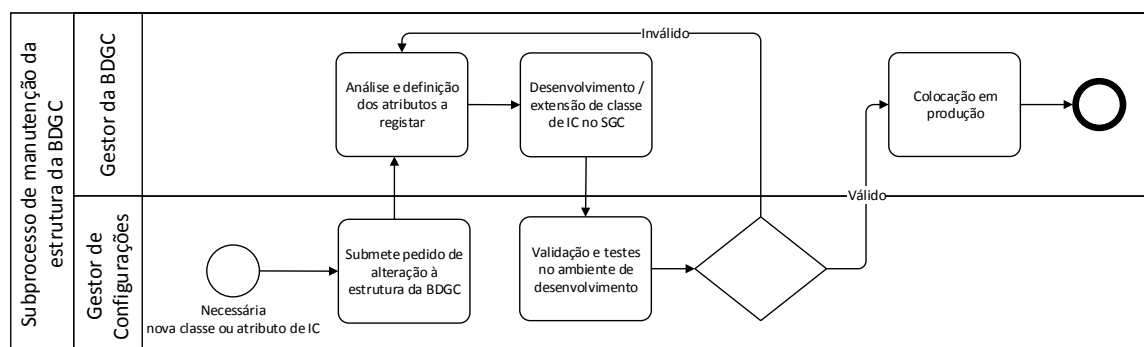 Subprocesso de manutenção da
estrutura da BDGC
Gestor da BDGC
Análise e definição
dos atributos a
registar
Desenvolvimento /
extensão de classe
de IC no SGC
Inválido
Colocação em
produção
Gestor de
Configurações
Necessária
nova classe ou atributo de IC
Submete pedido de
alteração à
estrutura da BDGC
Validação e testes
no ambiente de
desenvolvimento
Válido